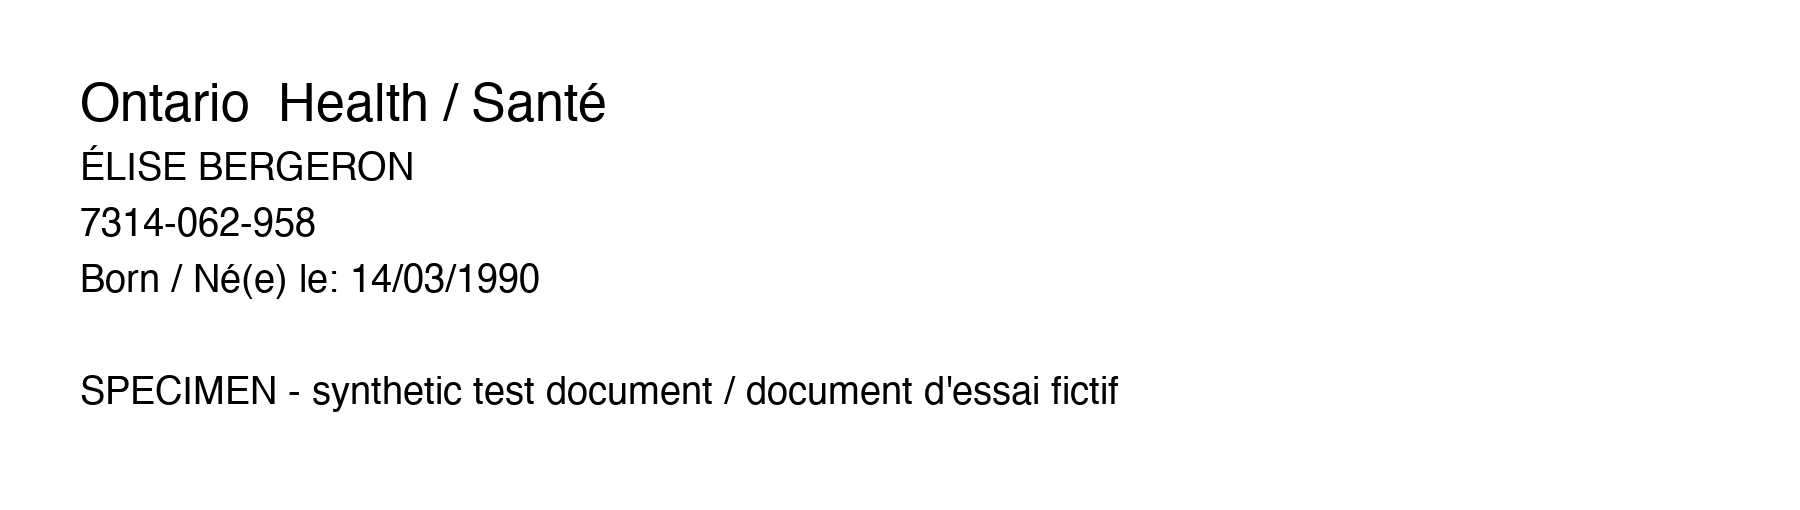 Ontario  Health / Santé
ÉLISE BERGERON
7314-062-958
Born / Né(e) le: 14/03/1990
SPECIMEN - synthetic test document / document d'essai fictif